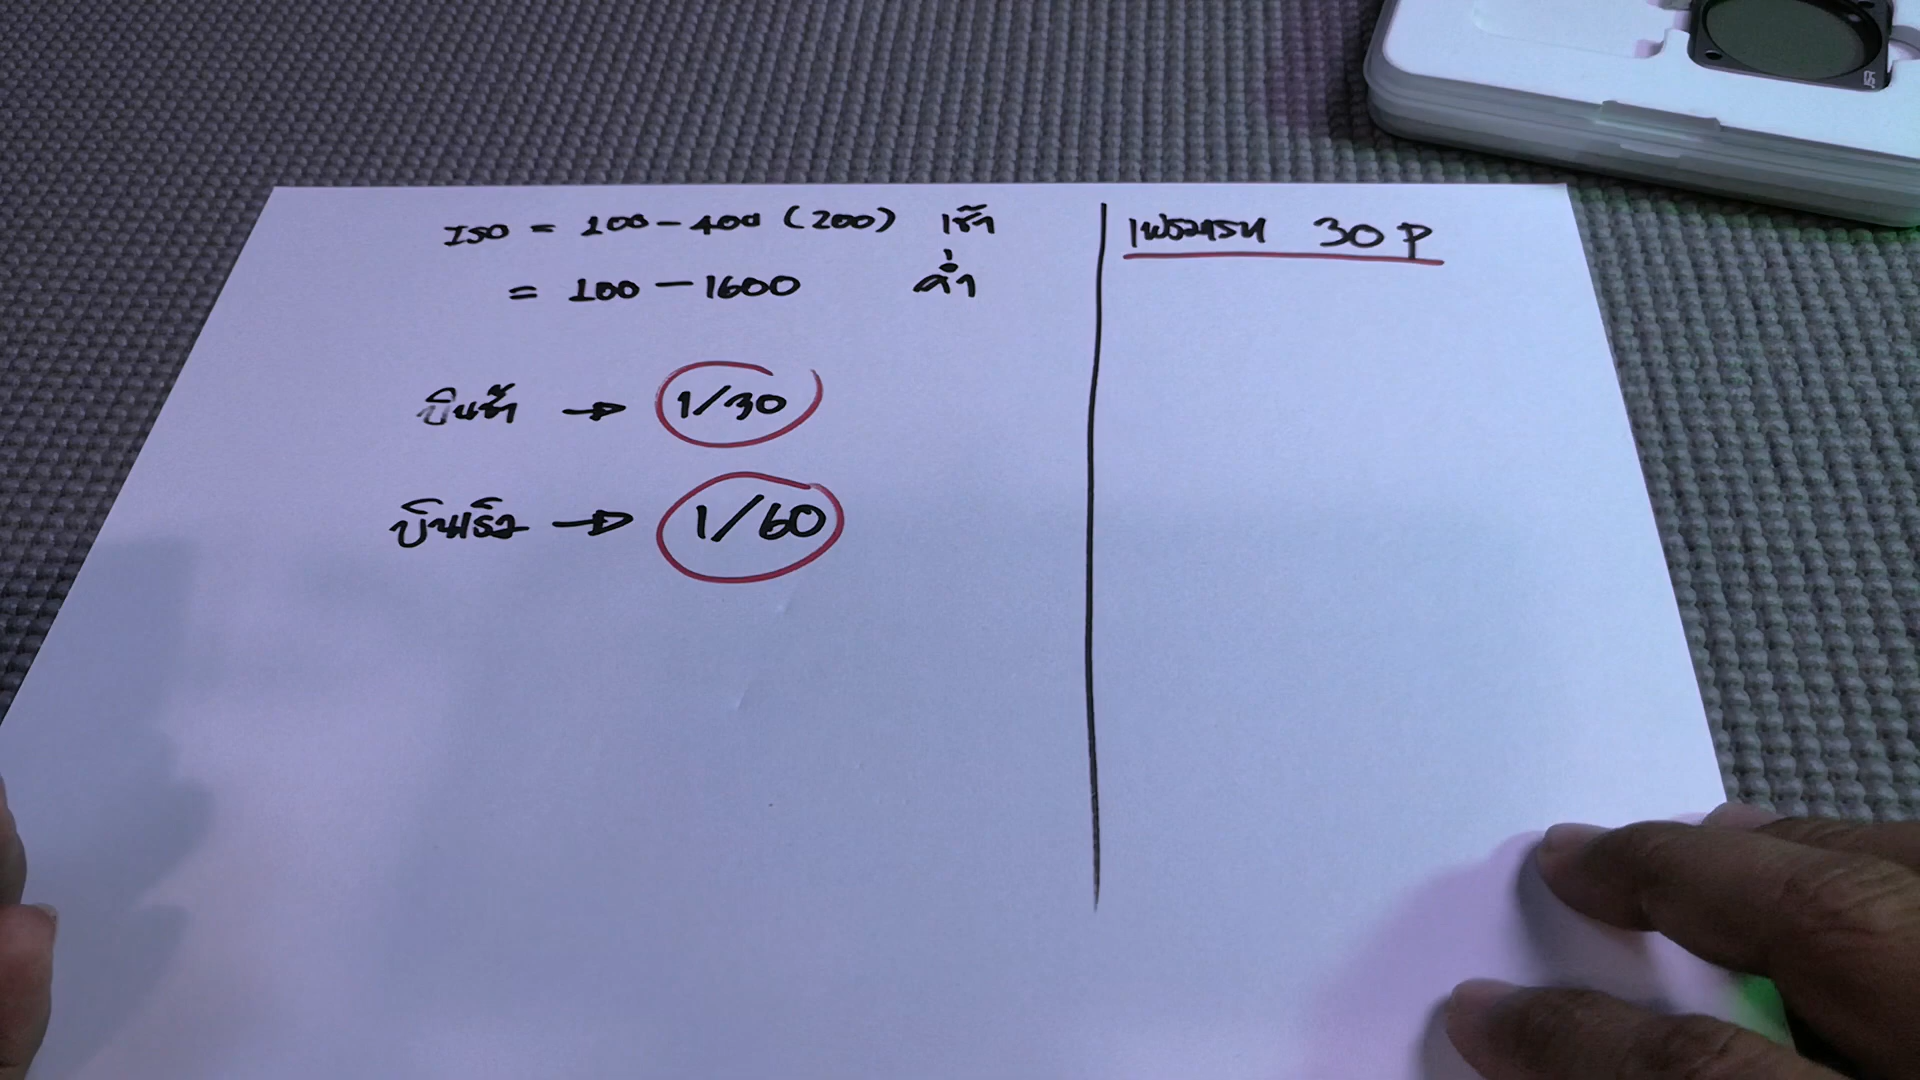 ISO = 100 - 400 (200) เช้า
= 100 - 1600 ค่ำ
บินช้า → 1/30
บินเร็ว → 1/60
เฟรมเรท 30 P